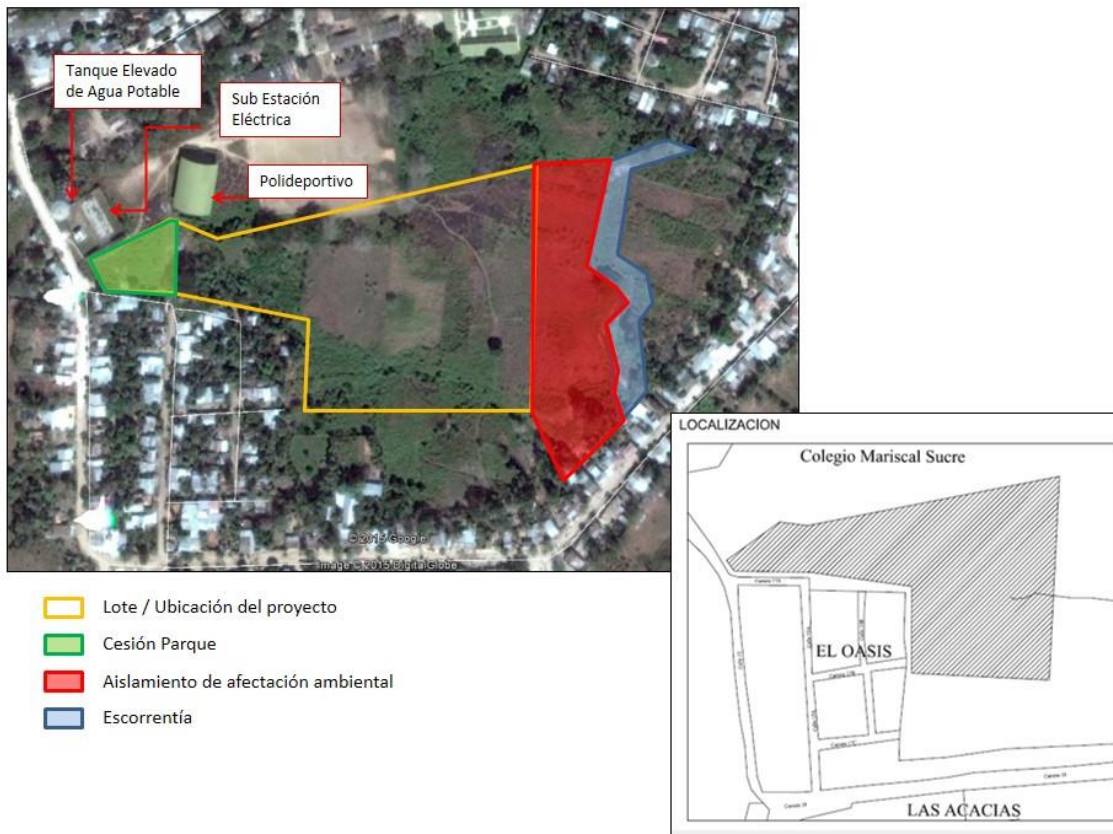 Tanque Elevado
de Agua Potable
Sub Estación
Eléctrica
Polideportivo
© 2015 Google
Image © 2015 DigitalGlobe
Lote / Ubicación del proyecto
Cesión Parque
Aislamiento de afectación ambiental
Escorrentía
LOCALIZACION
Colegio Mariscal Sucre
EL OASIS
LAS ACACIAS